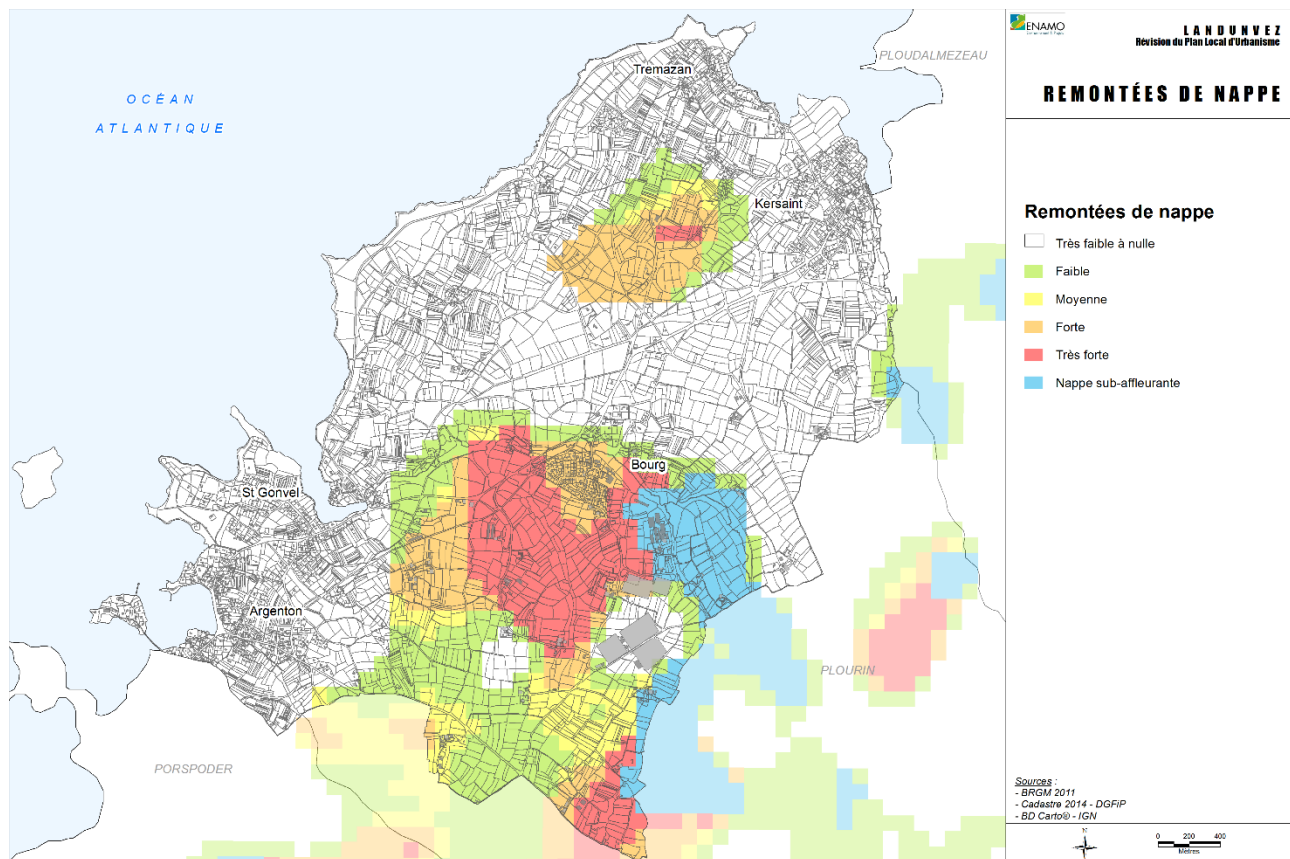 OCÉAN
ATLANTIQUE
PLOUDALMEZEAU
Tremazan
Kersaint
Bourg
St Gonvel
Argenton
PLOURIN
PORSPODER
ENAMO
LANDUNVEZ
Révision du Plan Local d'Urbanisme
REMONTÉES DE NAPPE
Remontées de nappe
Très faible à nulle
Faible
Moyenne
Forte
Très forte
Nappe sub-affleurante
Sources :
- BRGM 2011
- Cadastre 2014 - DGFiP
- BD Carto® - IGN
0 200 400
Mètres